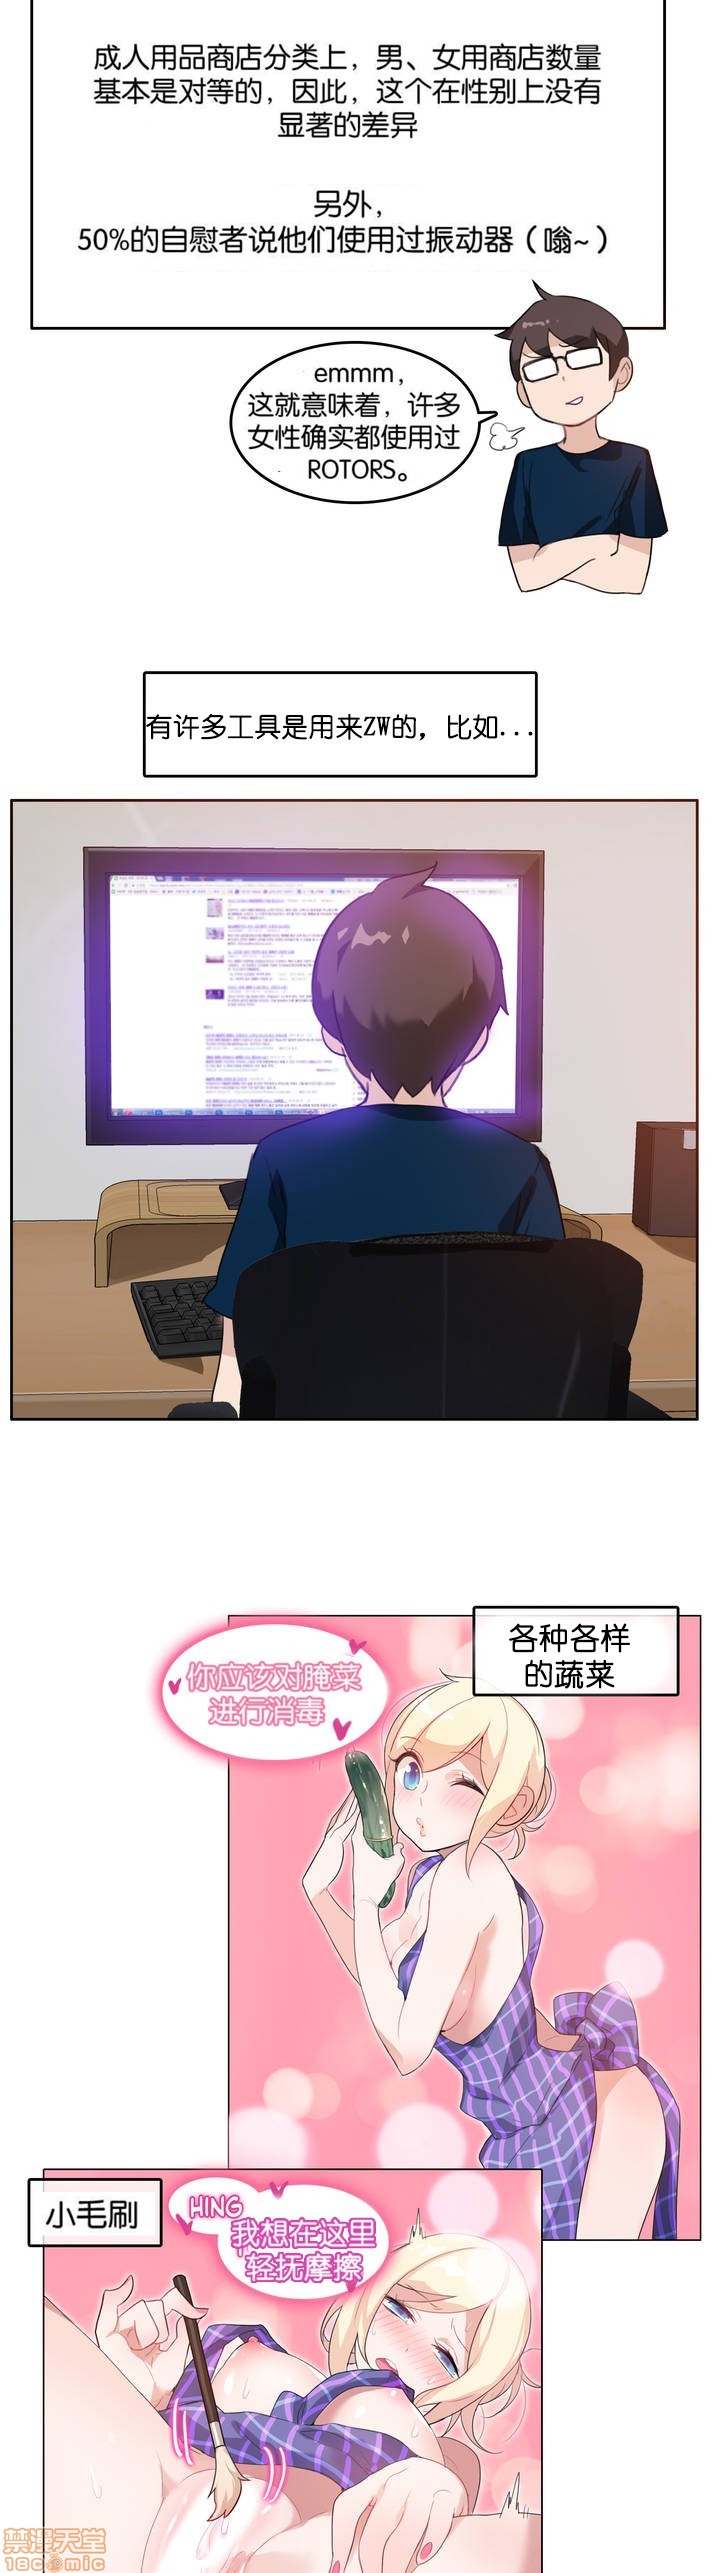 成人用品商店分类上，男、女用商店数量
基本是对等的，因此，这个在性别上没有
显著的差异
另外，
50%的自慰者说他们使用过振动器（嗡~）
emmm，
这就意味着，许多
女性确实都使用过
ROTORS。
有许多工具是用来ZW的，比如...
各种各样
的蔬菜
你应该对腌菜
进行消毒
小毛刷
HING
我想在这里
轻抚摩擦
禁漫天堂
18comic